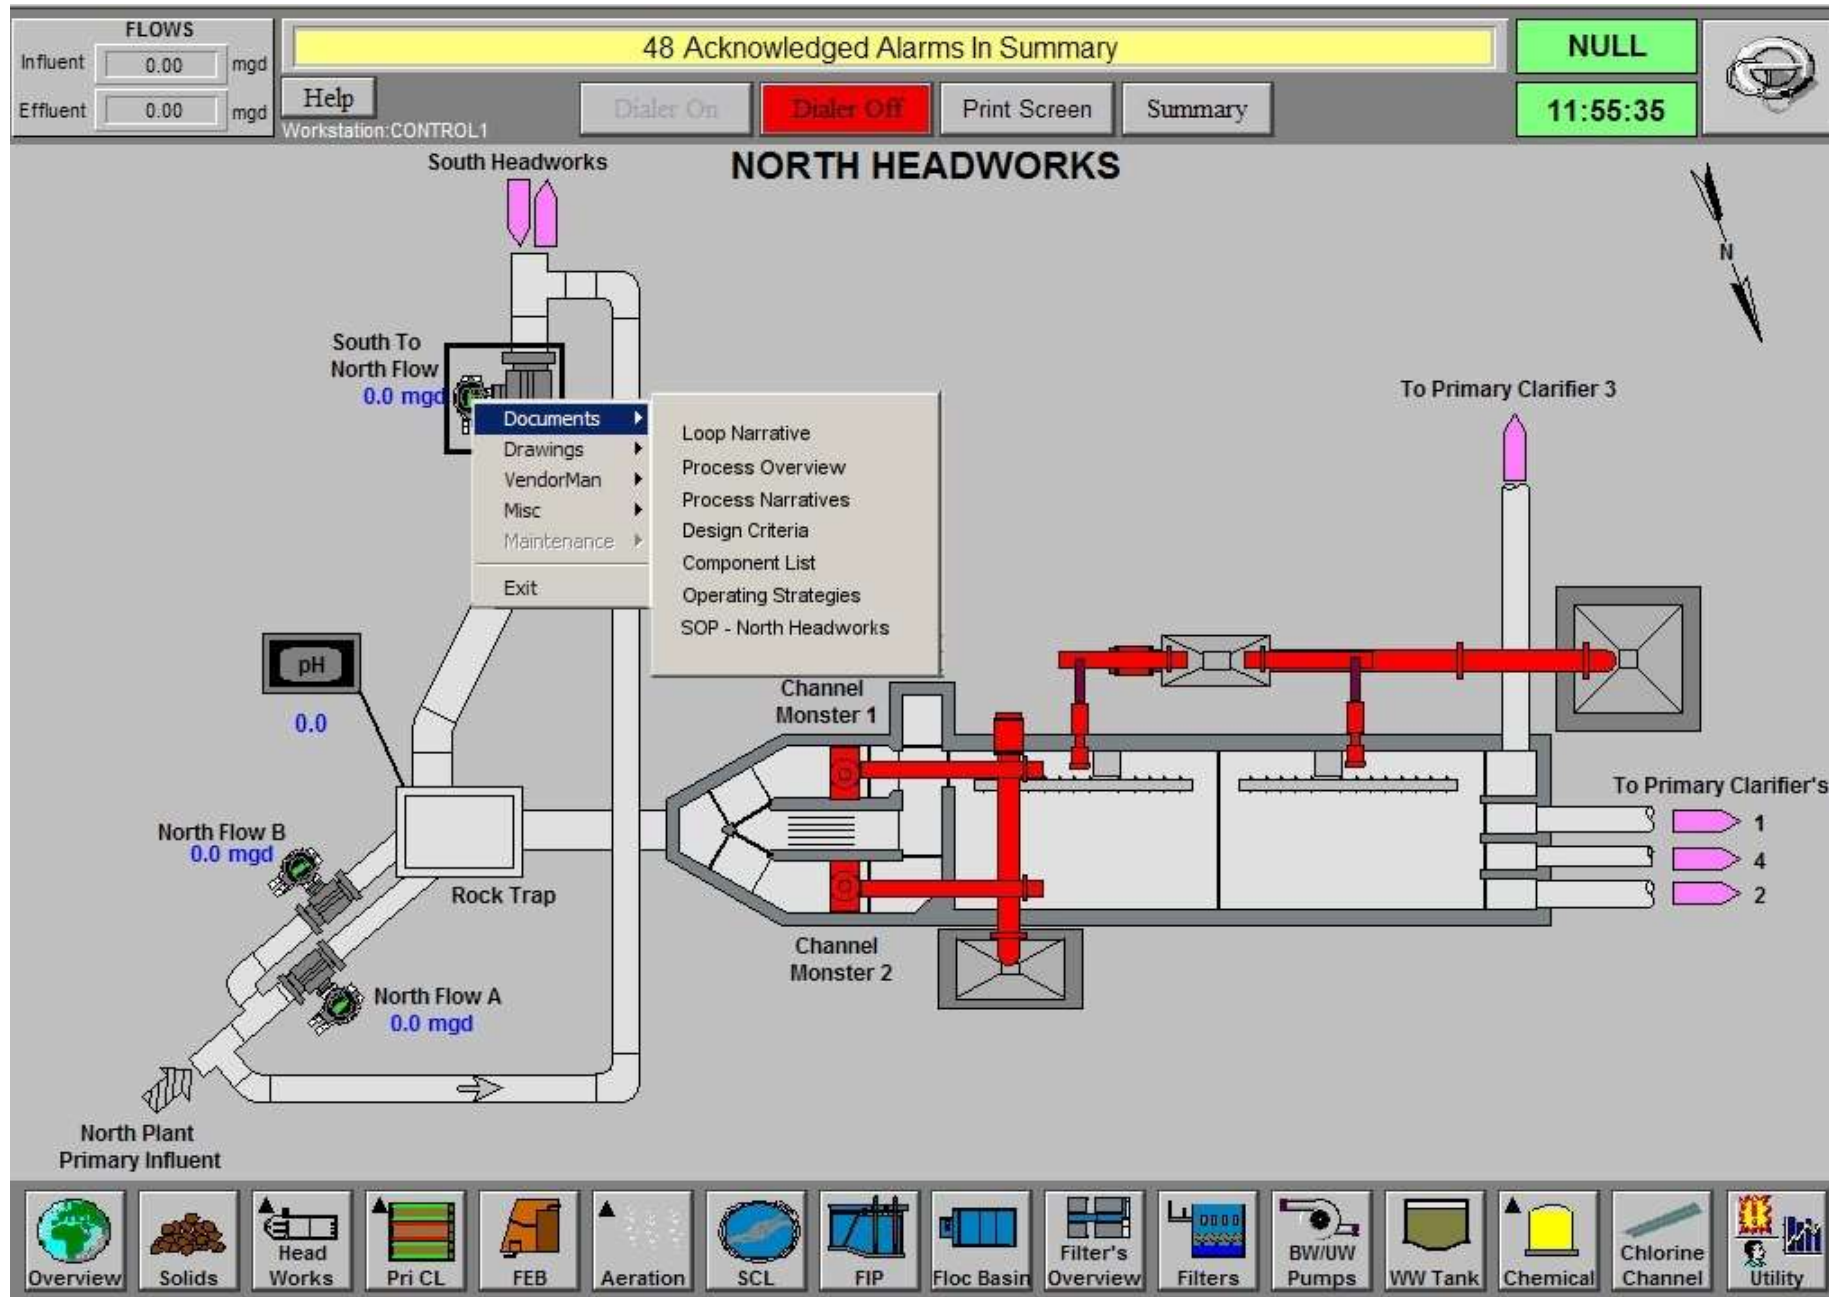 FLOWS
Influent 0.00 mgd
Effluent 0.00 mgd
48 Acknowledged Alarms In Summary
NULL
Help
Workstation:CONTROL1
Dialer On
Dialer Off
Print Screen
Summary
11:55:35
South Headworks
NORTH HEADWORKS
N
South To
North Flow
0.0 mgd
To Primary Clarifier 3
Documents
Drawings
VendorMan
Misc
Maintenance
Exit
Loop Narrative
Process Overview
Process Narratives
Design Criteria
Component List
Operating Strategies
SOP - North Headworks
pH
0.0
Channel
Monster 1
To Primary Clarifier's
1
4
2
North Flow B
0.0 mgd
Rock Trap
Channel
Monster 2
North Flow A
0.0 mgd
North Plant
Primary Influent
Overview
Solids
Head
Works
Pri CL
FEB
Aeration
SCL
FIP
Floc Basin
Filter's
Overview
Filters
BW/UW
Pumps
WW Tank
Chemical
Chlorine
Channel
Utility